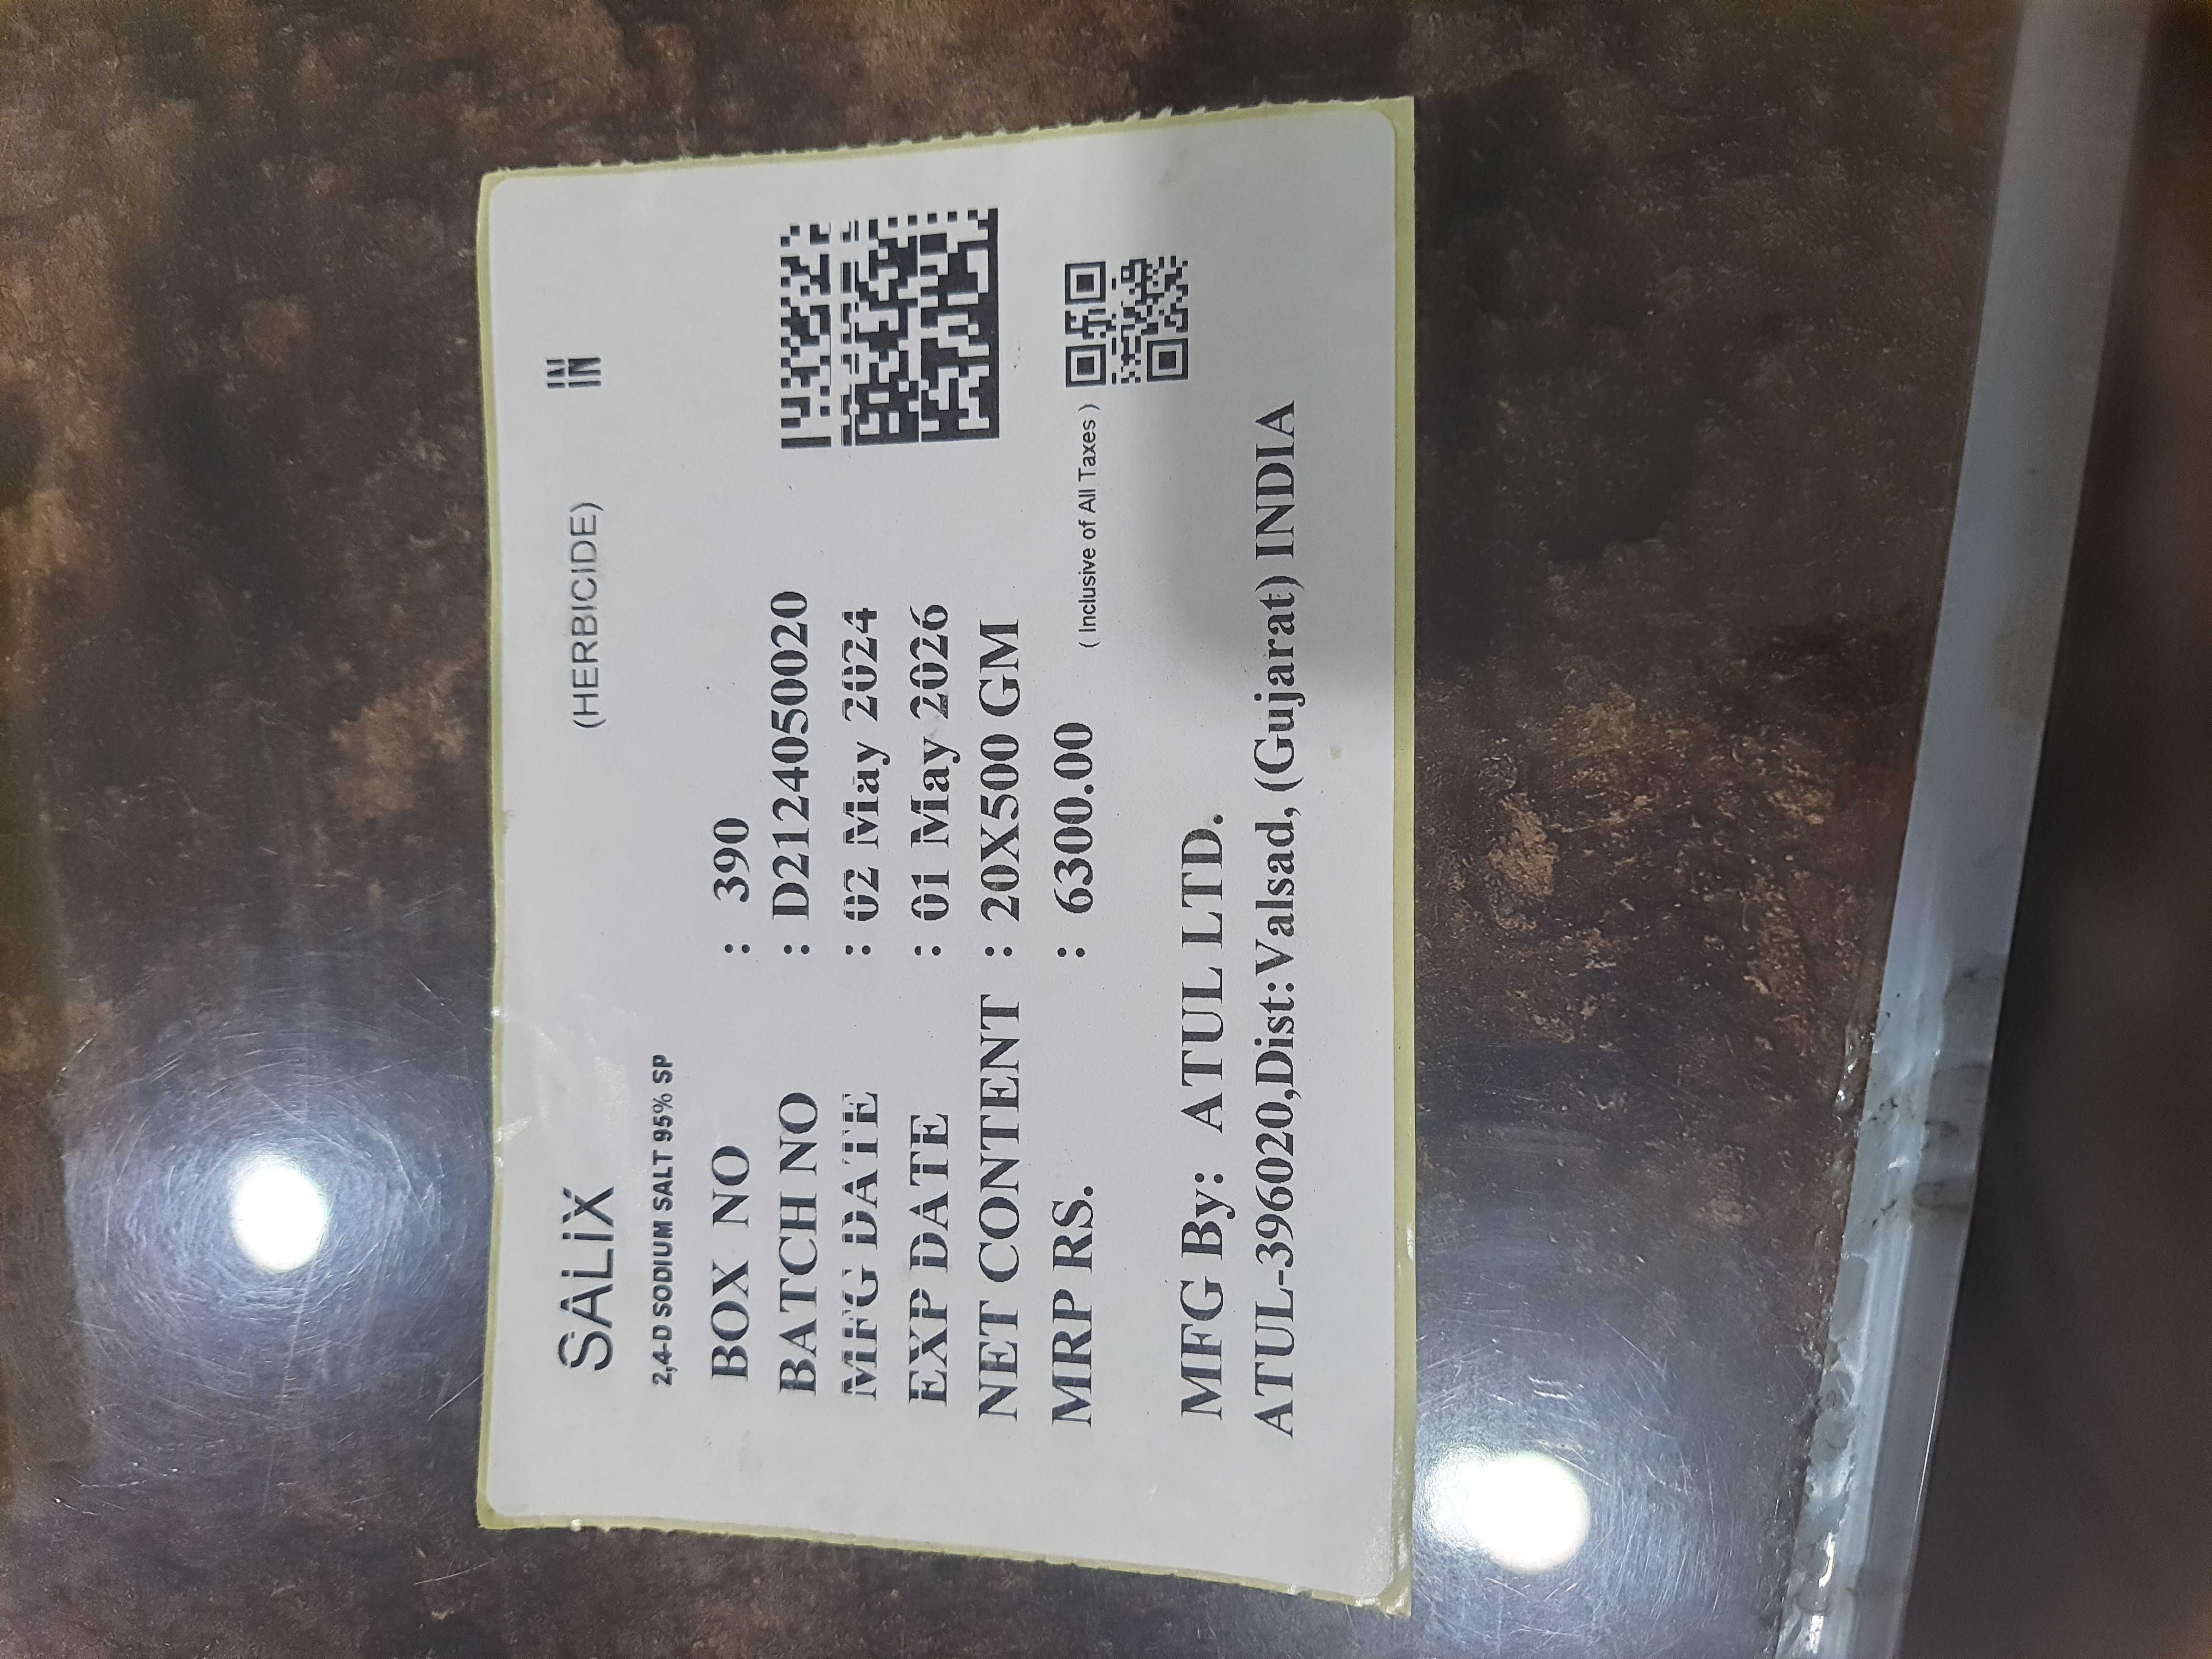 SALIX (HERBICIDE) IN
2,4-D SODIUM SALT 95% SP IN
BOX NO : 390
BATCH NO : D2124050020
MFG DATE : 02 May 2024
EXP DATE : 01 May 2026
NET CONTENT : 20X500 GM
MRP RS. : 6300.00 ( Inclusive of All Taxes )
MFG By: ATUL LTD.
ATUL-396020,Dist:Valsad, (Gujarat) INDIA